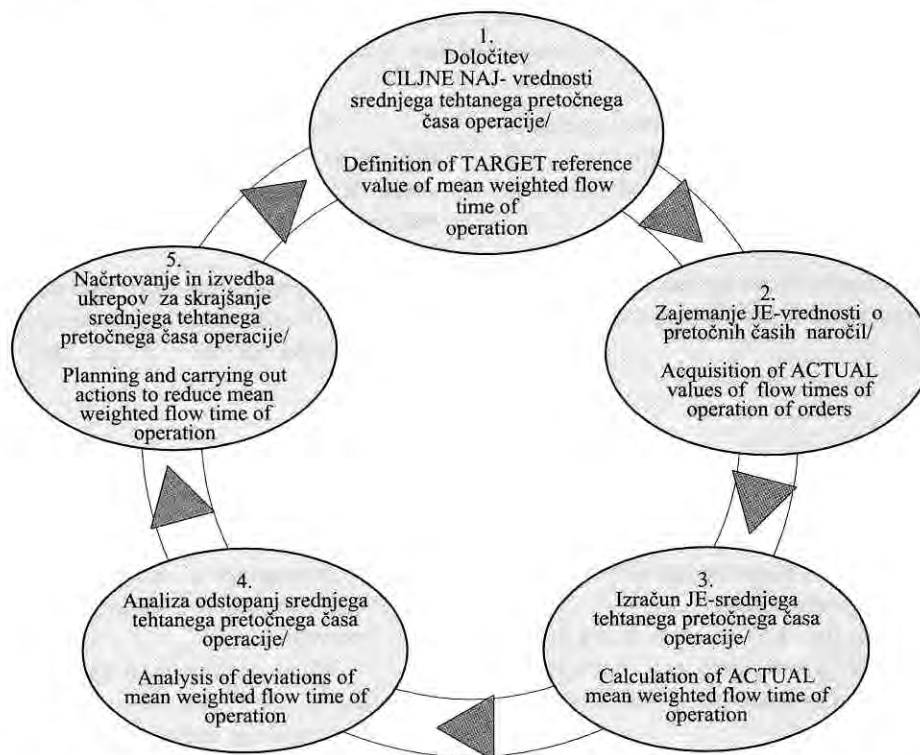 1.
Določitev
CILJNE NAJ- vrednosti
srednjega tehtanega pretočnega
časa operacije/
Definition of TARGET reference
value of mean weighted flow
time of
operation
2.
Zajemanje JE-vrednosti o
pretočnih časih naročil/
Acquisition of ACTUAL
values of flow times of
operation of orders
3.
Izračun JE-srednjega
tehtanega pretočnega časa
operacije/
Calculation of ACTUAL
mean weighted flow time of
operation
4.
Analiza odstopanj srednjega
tehtanega pretočnega časa
operacije/
Analysis of deviations of
mean weighted flow time of
operation
5.
Načrtovanje in izvedba
ukrepov za skrajšanje
srednjega tehtanega
pretočnega časa operacije/
Planning and carrying out
actions to reduce mean
weighted flow time of
operation